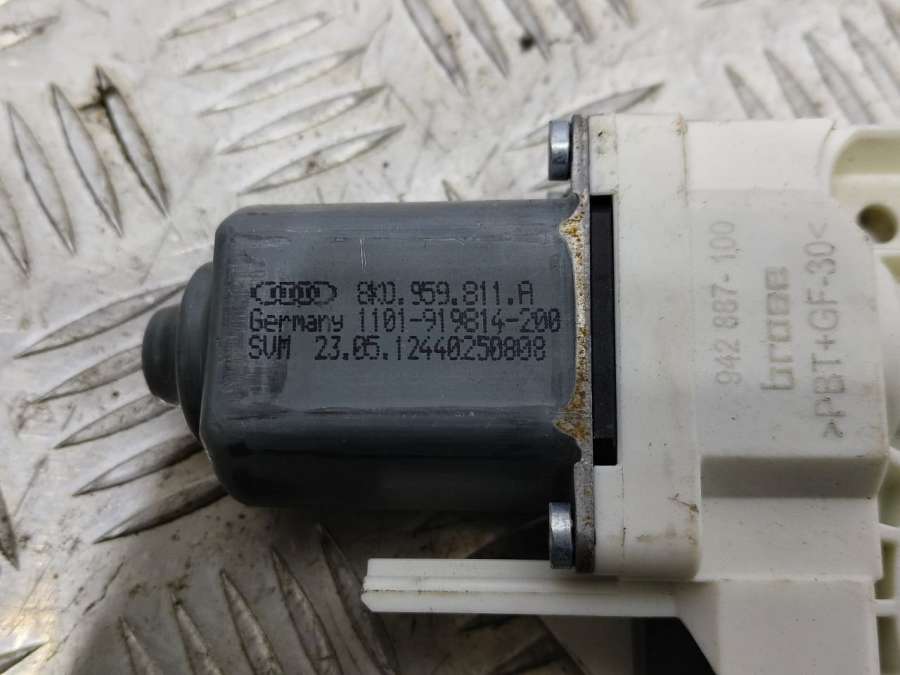 8K0.959.811.A
Germany 1101-919814-200
SVM 23.05.12440250808
942 887-100
brose
>PBT+GF-30<